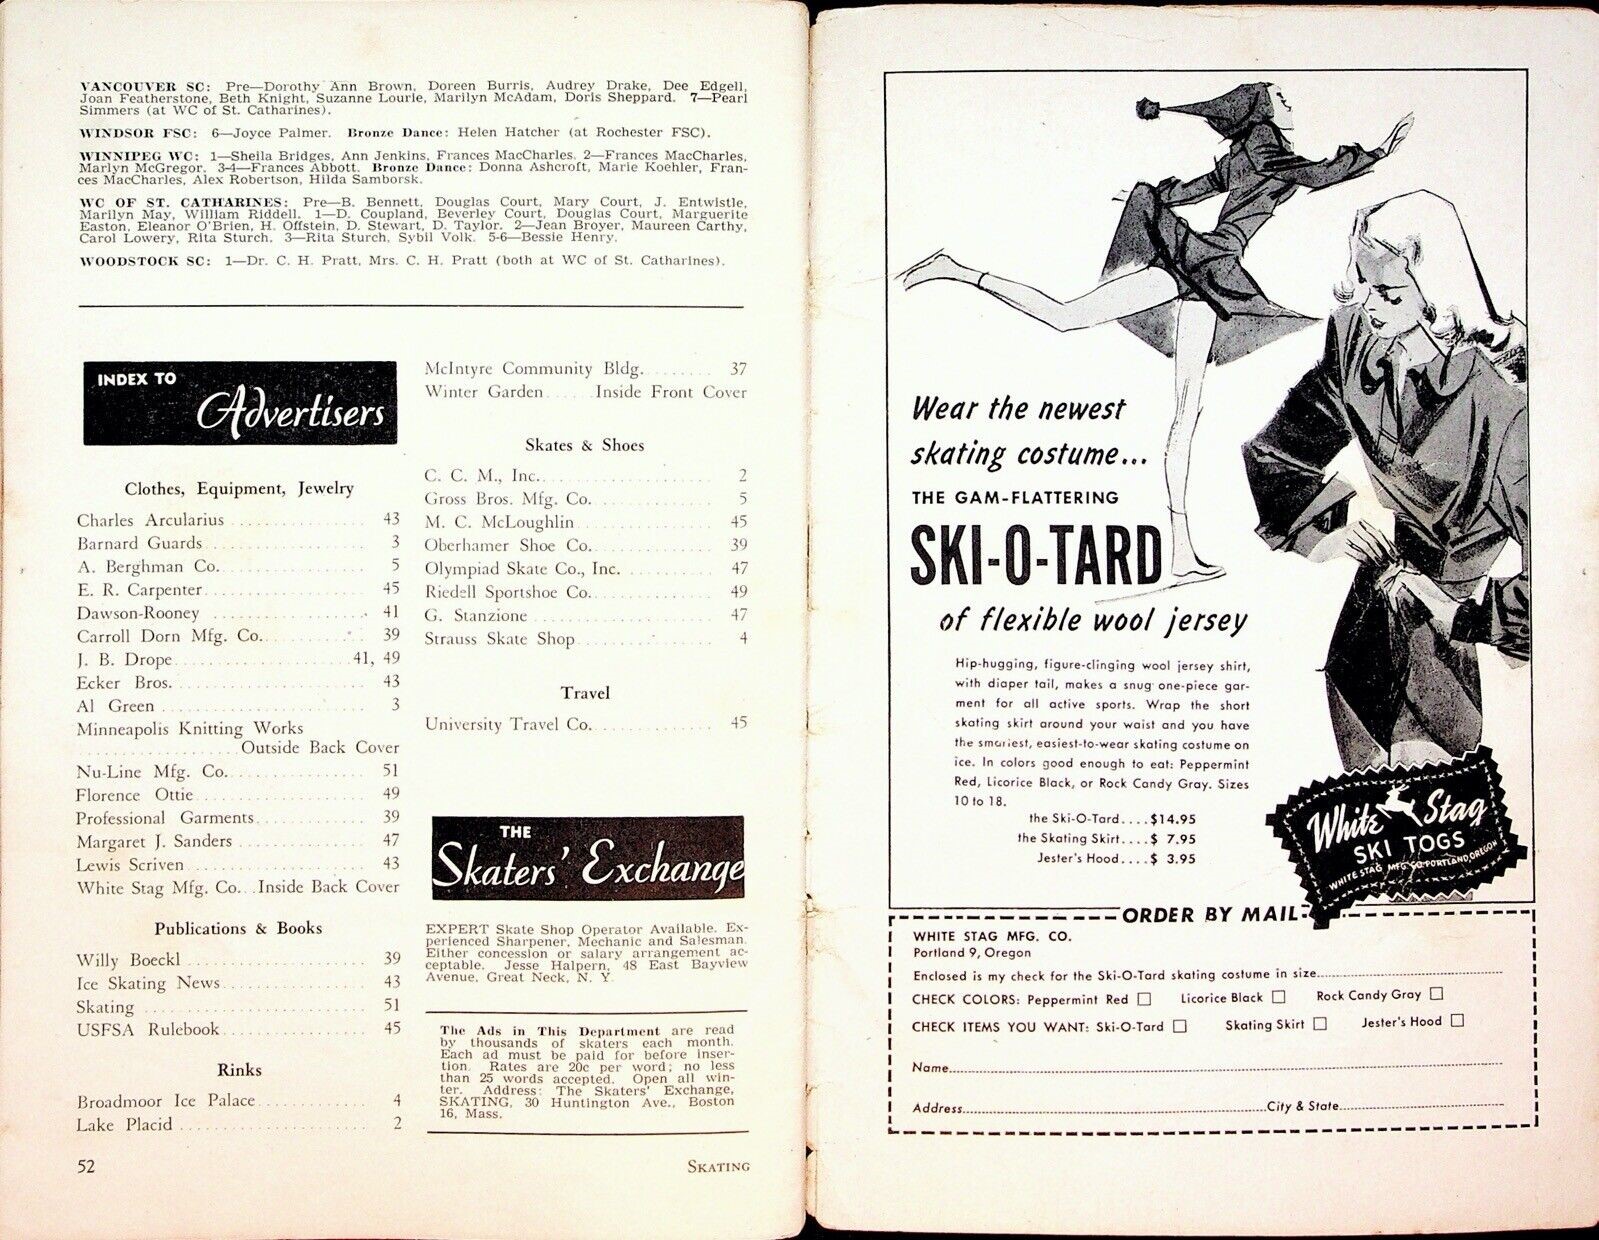 VANCOUVER SC: Pre—Dorothy Ann Brown, Doreen Burris, Audrey Drake, Dee Edgell,
Joan Featherstone, Beth Knight, Suzanne Lourie, Marilyn McAdam, Doris Sheppard. 7—Pearl
Simmers (at WC of St. Catharines).
WINDSOR FSC: 6—Joyce Palmer. Bronze Dance: Helen Hatcher (at Rochester FSC).
WINNIPEG WC: 1—Sheila Bridges, Ann Jenkins, Frances MacCharles. 2—Frances MacCharles,
Marlyn McGregor. 3-4—Frances Abbott. Bronze Dance: Donna Ashcroft, Marie Koehler, Fran-
ces MacCharles, Alex Robertson, Hilda Samborsk.
WC OF ST. CATHARINES: Pre—B. Bennett, Douglas Court, Mary Court, J. Entwistle,
Marilyn May, William Riddell. 1—D. Coupland, Beverley Court, Douglas Court, Marguerite
Easton, Eleanor O'Brien, H. Offstein, D. Stewart, D. Taylor. 2—Jean Broyer, Maureen Carthy,
Carol Lowery, Rita Sturch. 3—Rita Sturch, Sybil Volk. 5-6—Bessie Henry.
WOODSTOCK SC: 1—Dr. C. H. Pratt, Mrs. C. H. Pratt (both at WC of St. Catharines).
INDEX TO
Advertisers
Clothes, Equipment, Jewelry
Charles Arcularius ................ 43
Barnard Guards .................... 3
A. Berghman Co. ................... 5
E. R. Carpenter ................... 45
Dawson-Rooney ..................... 41
Carroll Dorn Mfg. Co. ............. 39
J. B. Drope ....................... 41, 49
Ecker Bros. ....................... 43
Al Green .......................... 3
Minneapolis Knitting Works
.................. Outside Back Cover
Nu-Line Mfg. Co. .................. 51
Florence Ottie .................... 49
Professional Garments ............. 39
Margaret J. Sanders ............... 47
Lewis Scriven ..................... 43
White Stag Mfg. Co. .. Inside Back Cover
Publications & Books
Willy Boeckl ...................... 39
Ice Skating News .................. 43
Skating ........................... 51
USFSA Rulebook .................... 45
Rinks
Broadmoor Ice Palace .............. 4
Lake Placid ....................... 2
McIntyre Community Bldg. ........ 37
Winter Garden ..... Inside Front Cover
Skates & Shoes
C. C. M., Inc. .................... 2
Gross Bros. Mfg. Co. .............. 5
M. C. McLoughlin .................. 45
Oberhamer Shoe Co. ................ 39
Olympiad Skate Co., Inc. .......... 47
Riedell Sportshoe Co. ............. 49
G. Stanzione ...................... 47
Strauss Skate Shop ................ 4
Travel
University Travel Co. ............. 45
THE
Skaters' Exchange
EXPERT Skate Shop Operator Available. Ex-
perienced Sharpener, Mechanic and Salesman.
Either concession or salary arrangement ac-
ceptable. Jesse Halpern, 48 East Bayview
Avenue, Great Neck, N. Y.
The Ads in This Department are read
by thousands of skaters each month.
Each ad must be paid for before inser-
tion. Rates are 20c per word; no less
than 25 words accepted. Open all win-
ter. Address: The Skaters' Exchange,
SKATING, 30 Huntington Ave., Boston
16, Mass.
52
SKATING
Wear the newest
skating costume...
THE GAM-FLATTERING
SKI-O-TARD
of flexible wool jersey
Hip-hugging, figure-clinging wool jersey shirt,
with diaper tail, makes a snug one-piece gar-
ment for all active sports. Wrap the short
skating skirt around your waist and you have
the smartest, easiest-to-wear skating costume on
ice. In colors good enough to eat: Peppermint
Red, Licorice Black, or Rock Candy Gray. Sizes
10 to 18.
the Ski-O-Tard....$14.95
the Skating Skirt....$ 7.95
Jester's Hood....$ 3.95
White Stag
SKI TOGS
WHITE STAG MFG CO. PORTLAND, OREGON
ORDER BY MAIL
WHITE STAG MFG. CO.
Portland 9, Oregon
Enclosed is my check for the Ski-O-Tard skating costume in size
CHECK COLORS: Peppermint Red □ Licorice Black □ Rock Candy Gray □
CHECK ITEMS YOU WANT: Ski-O-Tard □ Skating Skirt □ Jester's Hood □
Name
Address City & State